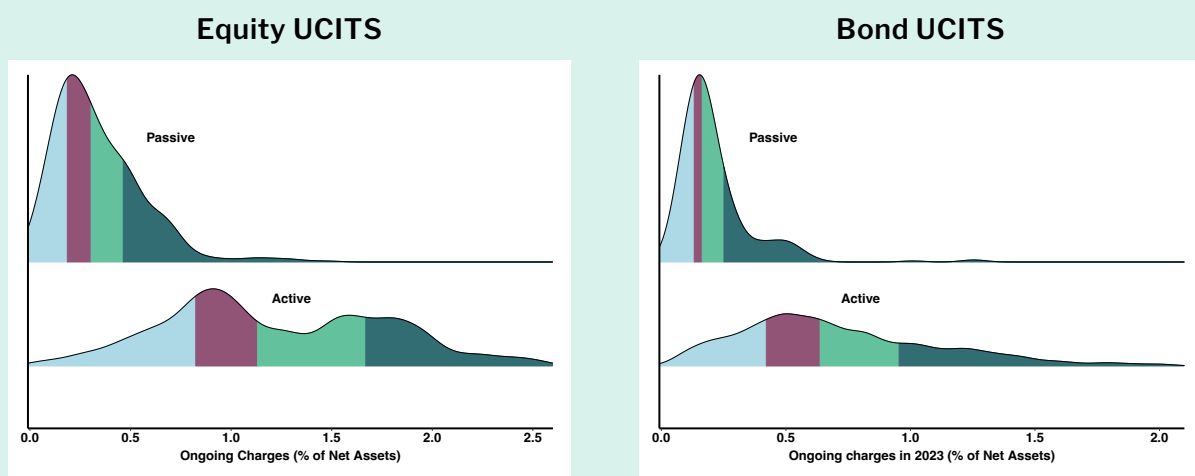 Equity UCITS
Passive
Active
0.0 0.5 1.0 1.5 2.0 2.5
Ongoing Charges (% of Net Assets)
Bond UCITS
Passive
Active
0.0 0.5 1.0 1.5 2.0
Ongoing charges in 2023 (% of Net Assets)